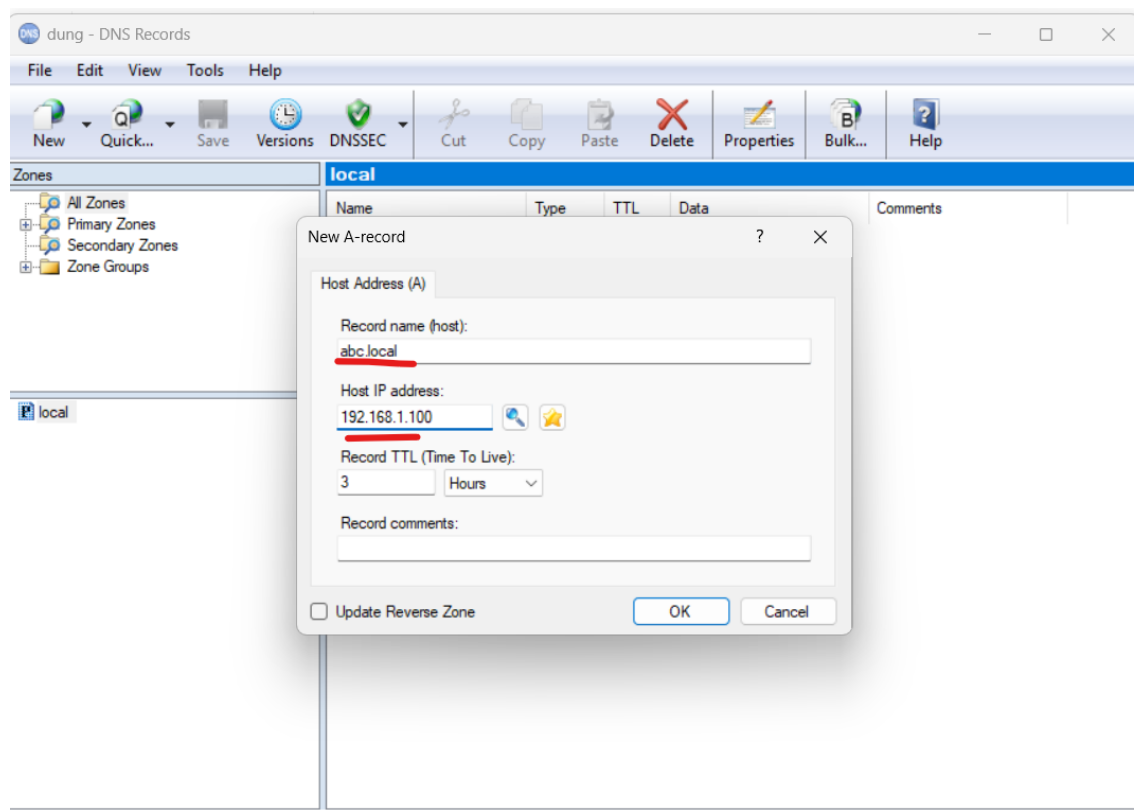 DNS dung - DNS Records
File Edit View Tools Help
New Quick... Save Versions DNSSEC Cut Copy Paste Delete Properties Bulk... Help
Zones
local
All Zones
Primary Zones
Secondary Zones
Zone Groups
Name Type TTL Data Comments
New A-record ?
Host Address (A)
Record name (host):
abc.local
Host IP address:
192.168.1.100
Record TTL (Time To Live):
3 Hours
Record comments:
Update Reverse Zone OK Cancel
P local